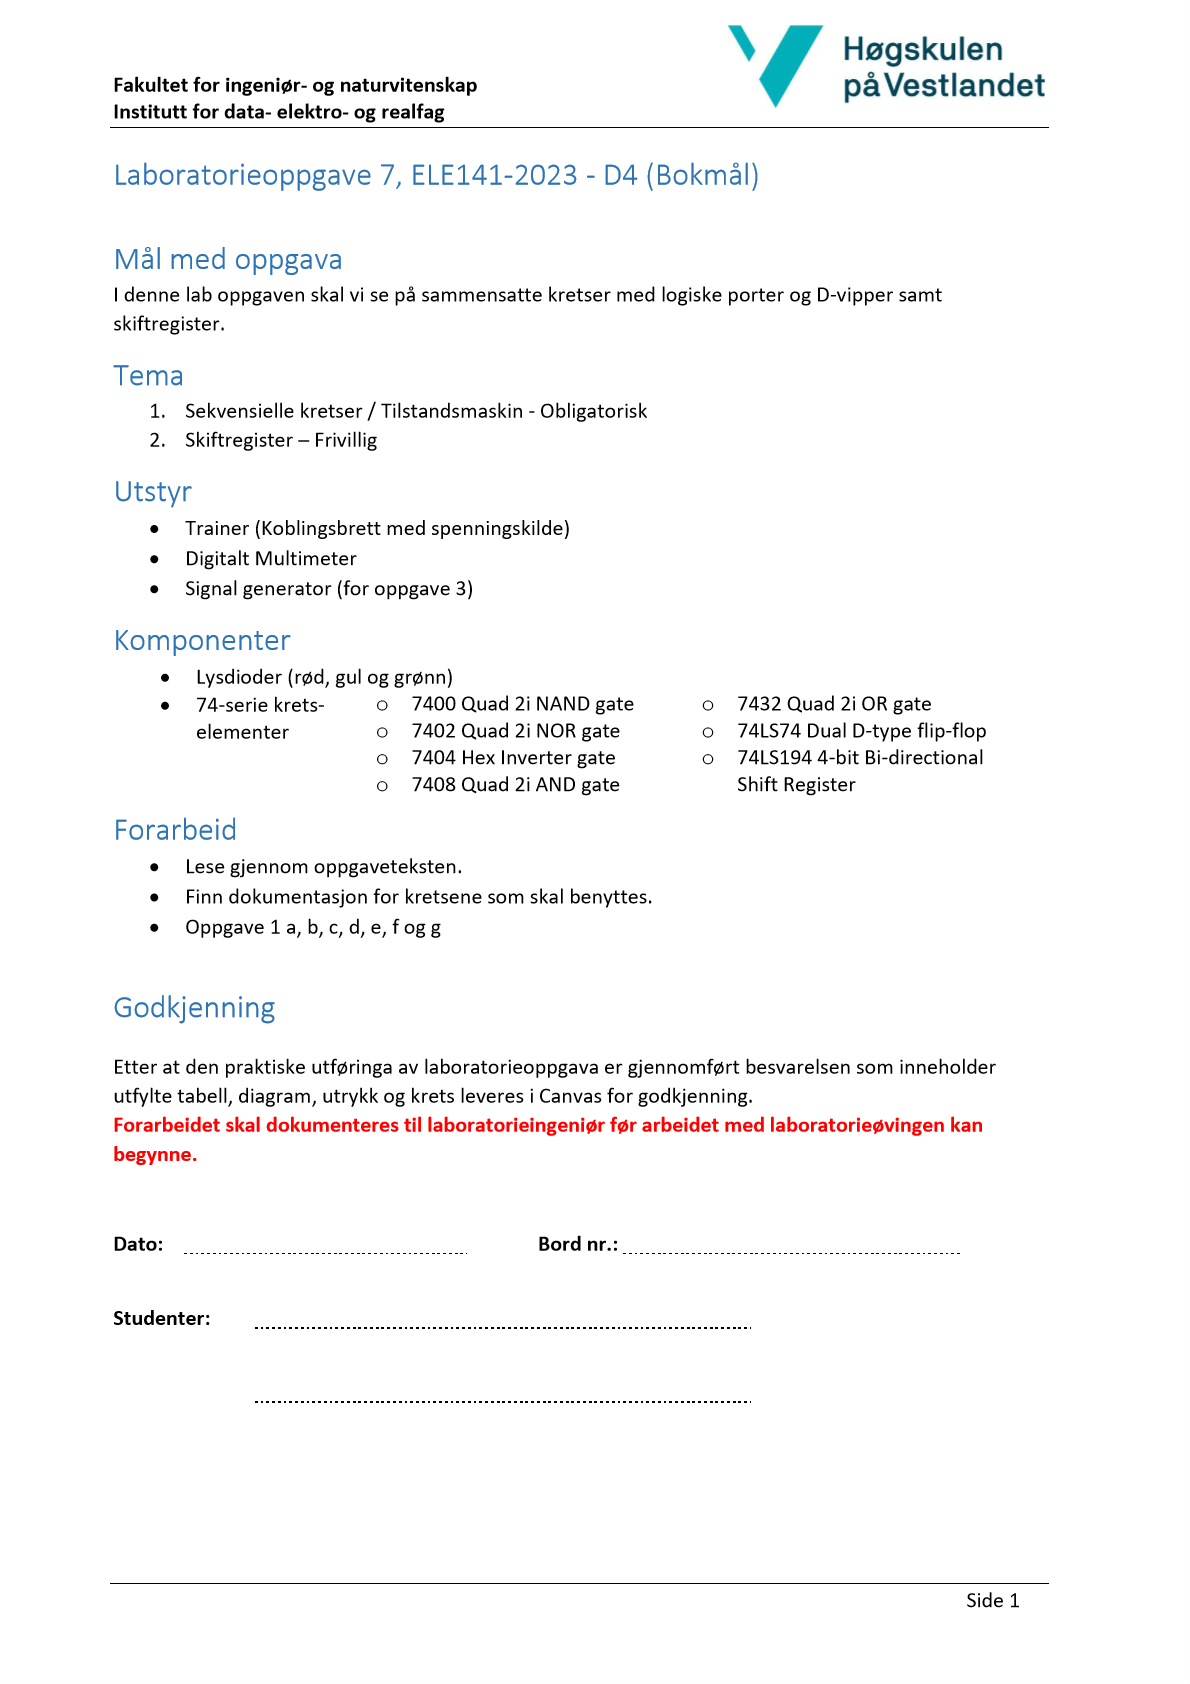 Høgskulen
på Vestlandet
Fakultet for ingeniør- og naturvitenskap
Institutt for data- elektro- og realfag
Laboratorieoppgave 7, ELE141-2023 - D4 (Bokmål)
Mål med oppgava
I denne lab oppgaven skal vi se på sammensatte kretser med logiske porter og D-vipper samt
skiftregister.
Tema
1. Sekvensielle kretser / Tilstandsmaskin - Obligatorisk
2. Skiftregister – Frivillig
Utstyr
• Trainer (Koblingsbrett med spenningskilde)
• Digitalt Multimeter
• Signal generator (for oppgave 3)
Komponenter
• Lysdioder (rød, gul og grønn)
• 74-serie krets-
elementer
o 7400 Quad 2i NAND gate
o 7402 Quad 2i NOR gate
o 7404 Hex Inverter gate
o 7408 Quad 2i AND gate
o 7432 Quad 2i OR gate
o 74LS74 Dual D-type flip-flop
o 74LS194 4-bit Bi-directional
Shift Register
Forarbeid
• Lese gjennom oppgaveteksten.
• Finn dokumentasjon for kretsene som skal benyttes.
• Oppgave 1 a, b, c, d, e, f og g
Godkjenning
Etter at den praktiske utføringa av laboratorieoppgava er gjennomført besvarelsen som inneholder
utfylte tabell, diagram, utrykk og krets leveres i Canvas for godkjenning.
Forarbeidet skal dokumenteres til laboratorieingeniør før arbeidet med laboratorieøvingen kan
begynne.
Dato: Bord nr.:
Studenter:
Side 1